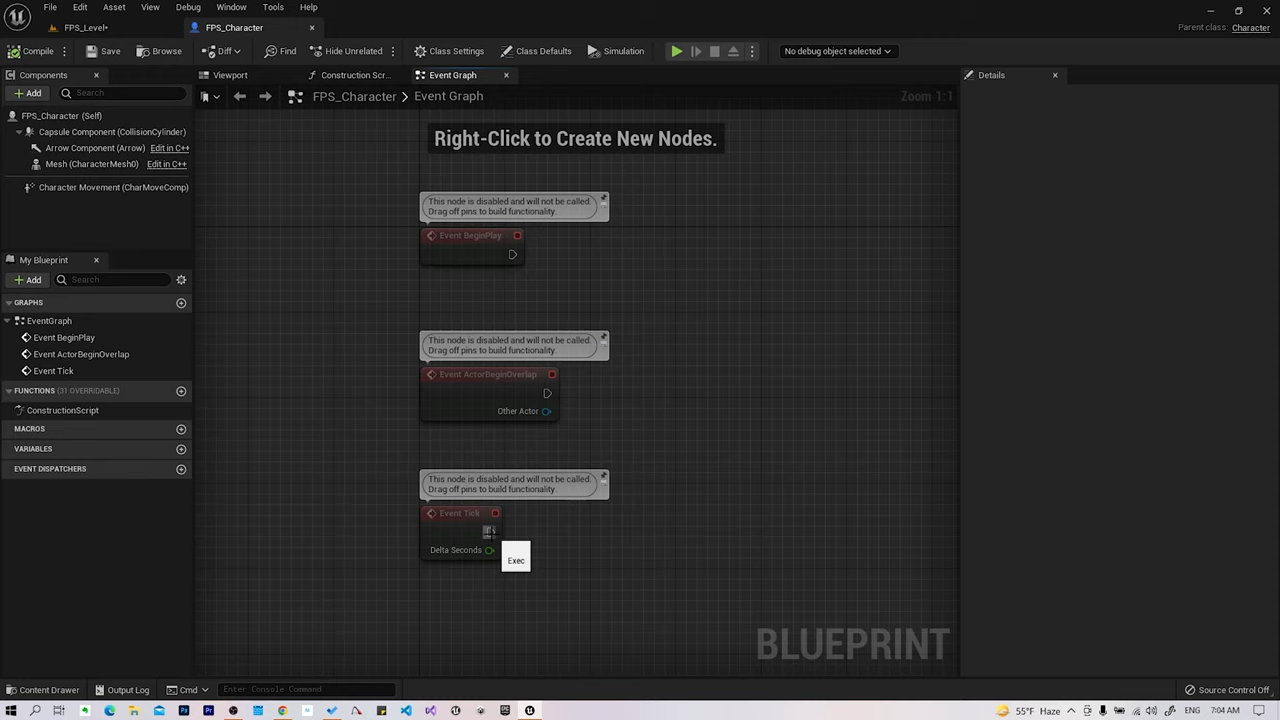 File Edit Asset View Debug Window Tools Help
FPS_Level•
FPS_Character
Parent class: Character
Compile Save Browse Diff Find Hide Unrelated Class Settings Class Defaults Simulation No debug object selected
Components
Viewport
Construction Scr...
Event Graph
Details
Add
Search
FPS_Character > Event Graph
Zoom 1:1
FPS_Character (Self)
Capsule Component (CollisionCylinder)
Arrow Component (Arrow) Edit in C++
Mesh (CharacterMesh0) Edit in C++
Character Movement (CharMoveComp)
Right-Click to Create New Nodes.
This node is disabled and will not be called.
Drag off pins to build functionality.
Event BeginPlay
This node is disabled and will not be called.
Drag off pins to build functionality.
Event ActorBeginOverlap
Other Actor
This node is disabled and will not be called.
Drag off pins to build functionality.
Event Tick
Delta Seconds
Exec
My Blueprint
Add
Search
GRAPHS
EventGraph
Event BeginPlay
Event ActorBeginOverlap
Event Tick
FUNCTIONS (31 OVERRIDABLE)
ConstructionScript
MACROS
VARIABLES
EVENT DISPATCHERS
BLUEPRINT
Content Drawer
Output Log
Cmd
Enter Console Command
Source Control Off
55°F Haze
7:04 AM